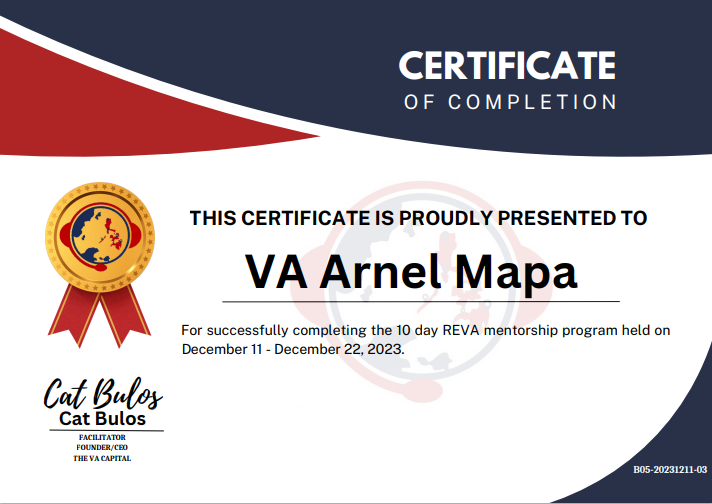 CERTIFICATE
OF COMPLETION
THIS CERTIFICATE IS PROUDLY PRESENTED TO
VA Arnel Mapa
For successfully completing the 10 day REVA mentorship program held on
December 11 - December 22, 2023.
Cat Bulos
Cat Bulos
FACILITATOR
FOUNDER/CEO
THE VA CAPITAL
B05-20231211-03